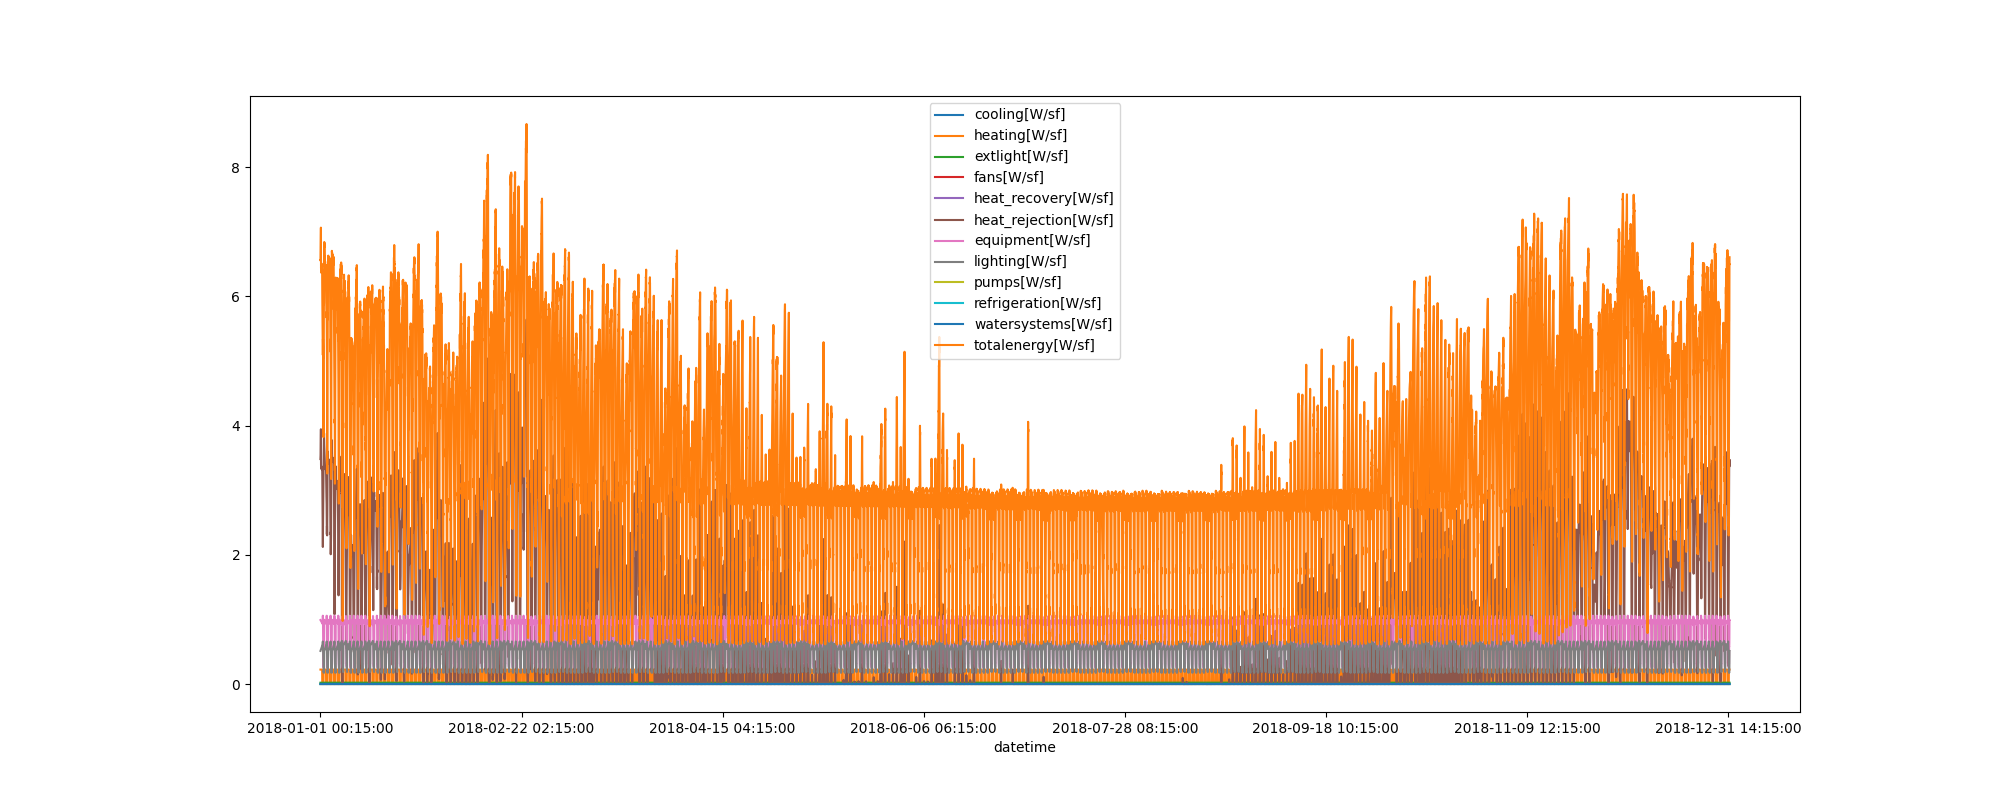 8
6
4
2
0
cooling[W/sf]
heating[W/sf]
extlight[W/sf]
fans[W/sf]
heat_recovery[W/sf]
heat_rejection[W/sf]
equipment[W/sf]
lighting[W/sf]
pumps[W/sf]
refrigeration[W/sf]
watersystems[W/sf]
totalenergy[W/sf]
2018-01-01 00:15:00 2018-02-22 02:15:00 2018-04-15 04:15:00 2018-06-06 06:15:00 2018-07-28 08:15:00 2018-09-18 10:15:00 2018-11-09 12:15:00 2018-12-31 14:15:00
datetime